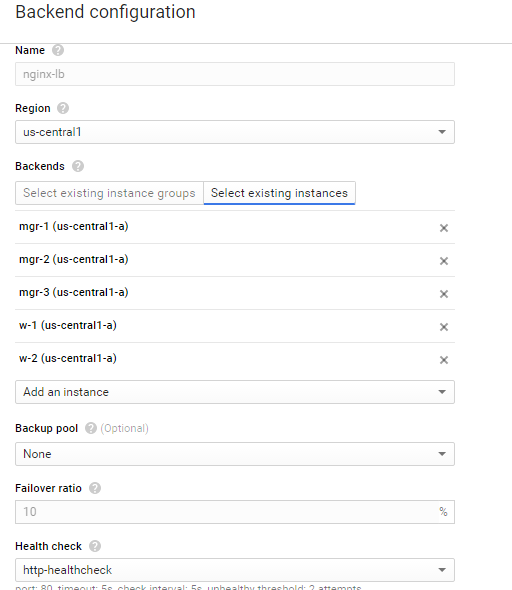 Backend configuration
Name ?
nginx-lb
Region ?
us-central1
Backends ?
Select existing instance groups Select existing instances
mgr-1 (us-central1-a)
mgr-2 (us-central1-a)
mgr-3 (us-central1-a)
w-1 (us-central1-a)
w-2 (us-central1-a)
Add an instance
Backup pool ? (Optional)
None
Failover ratio ?
10 %
Health check ?
http-healthcheck
port: 80, timeout: 5s, check interval: 5s, unhealthy threshold: 2 attempts